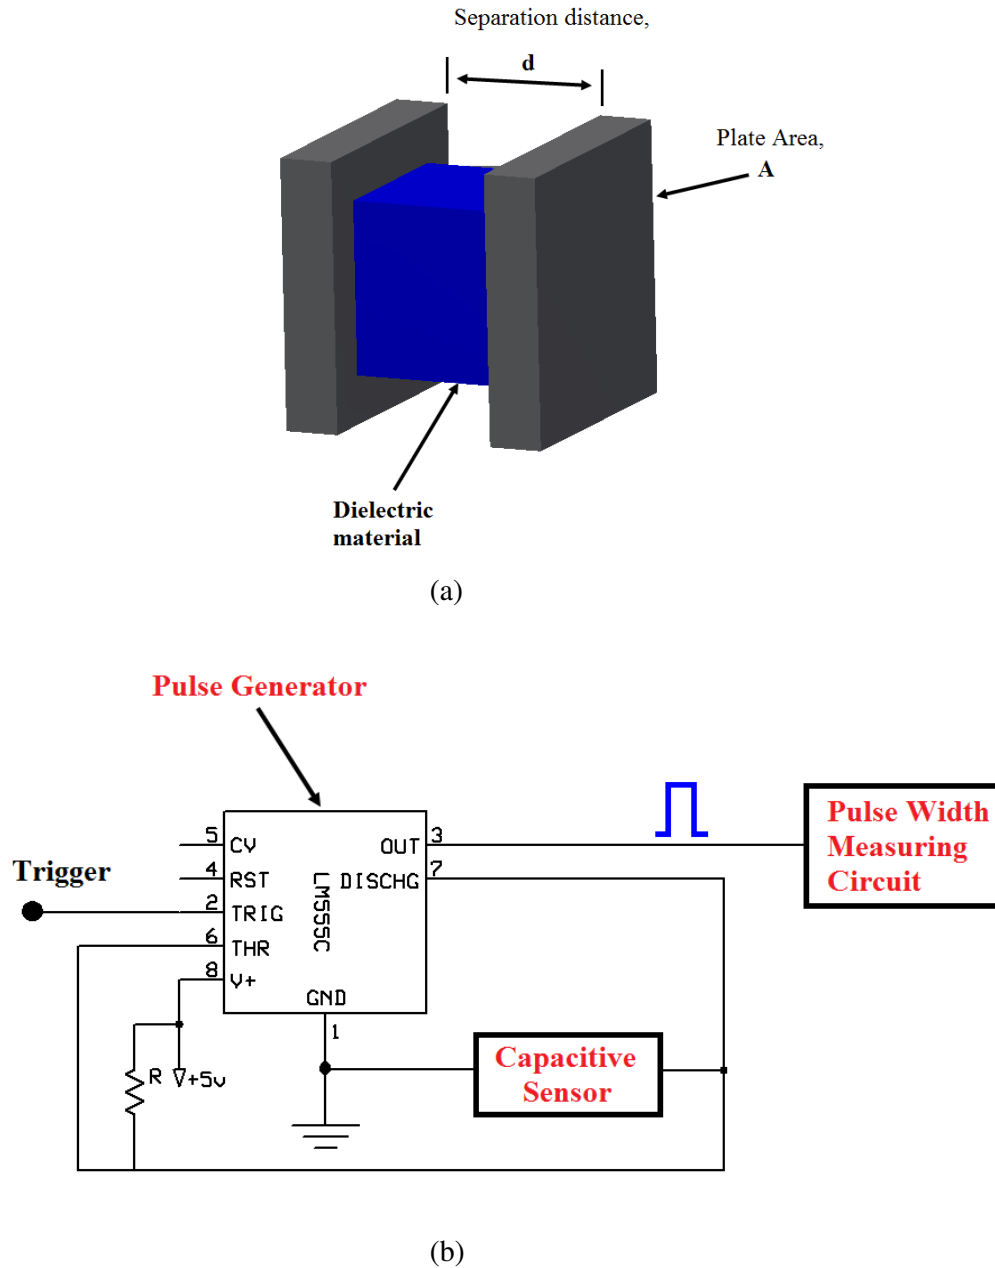 Separation distance,
d
Plate Area,
A
Dielectric
material
(a)
Pulse Generator
Trigger
5
CV
4
RST
2
TRIG
6
THR
8
V+
LM555C
OUT
3
DISCHG
7
GND
1
R
+5v
Capacitive
Sensor
Pulse Width
Measuring
Circuit
(b)